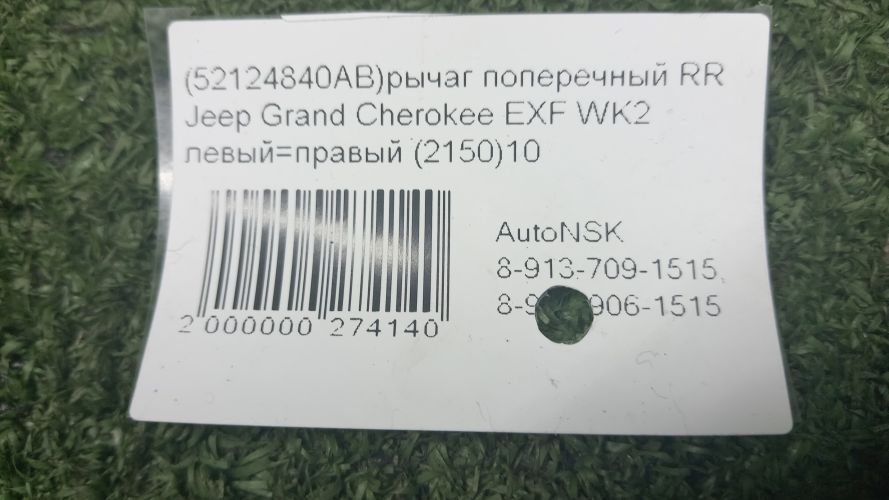 (52124840AB)рычаг поперечный RR
Jeep Grand Cherokee EXF WK2
левый=правый (2150)10
AutoNSK
8-913-709-1515,
906-1515
2 000000 274140